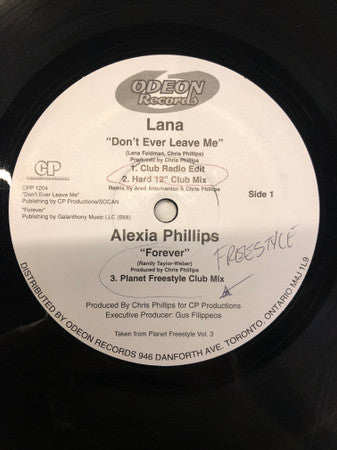 ODEON
Records
Lana
"Don't Ever Leave Me"
(Lana Feldman, Chris Phillips)
Produced by Chris Phillips
1. Club Radio Edit
2. Hard 12" Club Mix
Remix by Ared Arzumanian & Chris Phillips
CP
CPP 1204
"Don't Ever Leave Me"
Publishing by CP Productions/SOCAN
"Forever"
Publishing by Galanthony Music LLC (BMI)
Side 1
Alexia Phillips
"Forever"
(Randy Taylor-Weber)
Produced by Chris Phillips
3. Planet Freestyle Club Mix
FREESTYLE
Produced By Chris Phillips for CP Productions
Executive Producer: Gus Filippeos
Taken from Planet Freestyle Vol. 3
DISTRIBUTED BY ODEON RECORDS 946 DANFORTH AVE. TORONTO, ONTARIO M4J 1L9